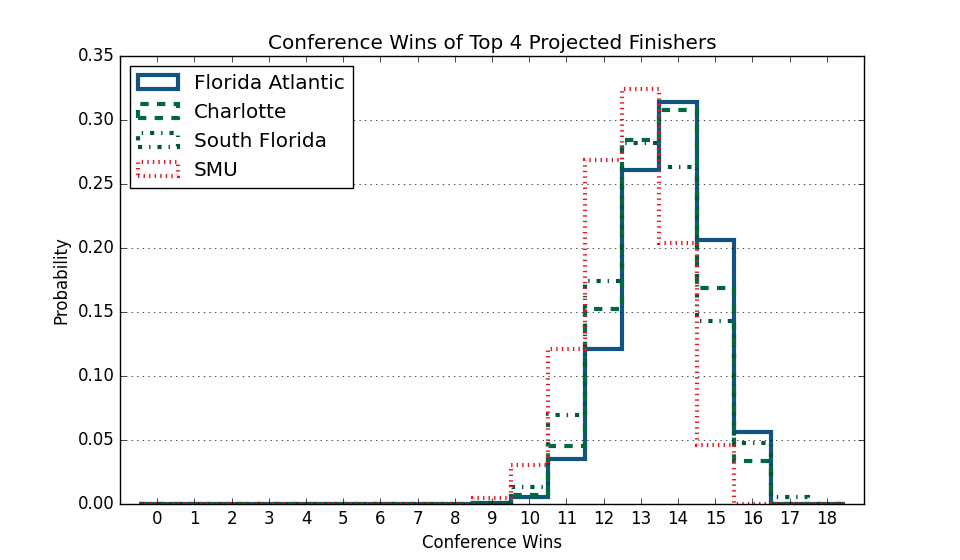 Conference Wins of Top 4 Projected Finishers
0.35
0.30
0.25
0.20
0.15
0.10
0.05
0.00
Probability
Florida Atlantic
Charlotte
South Florida
SMU
0 1 2 3 4 5 6 7 8 9 10 11 12 13 14 15 16 17 18
Conference Wins